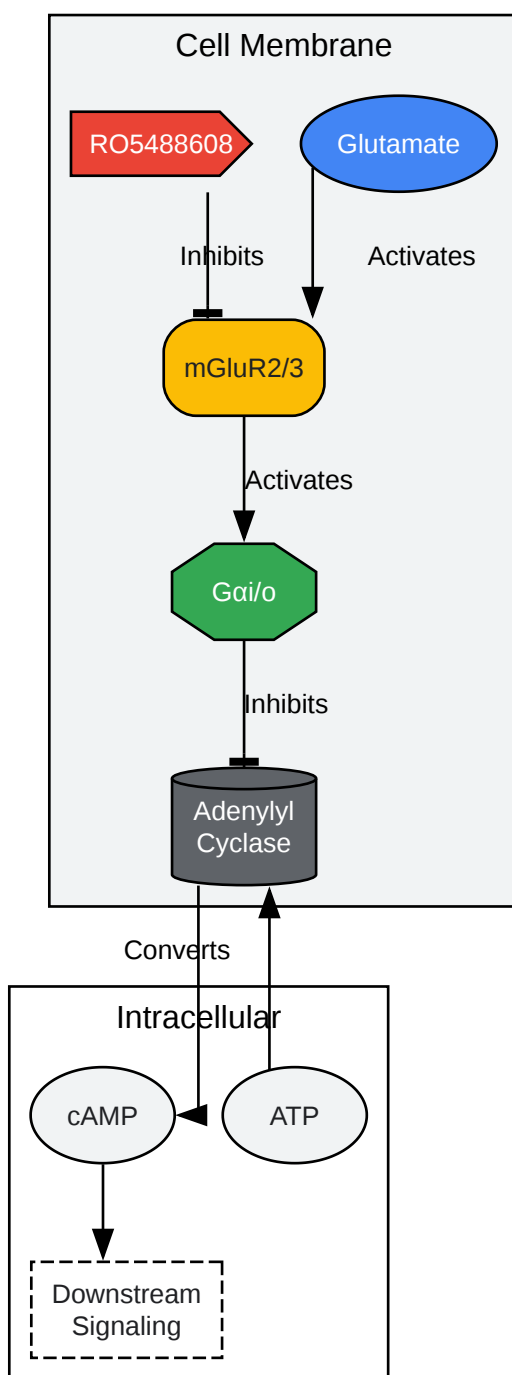 Cell Membrane
RO5488608
Glutamate
Inhibits
Activates
mGluR2/3
Activates
Gαi/o
Inhibits
Adenylyl
Cyclase
Converts
Intracellular
cAMP
ATP
Downstream
Signaling